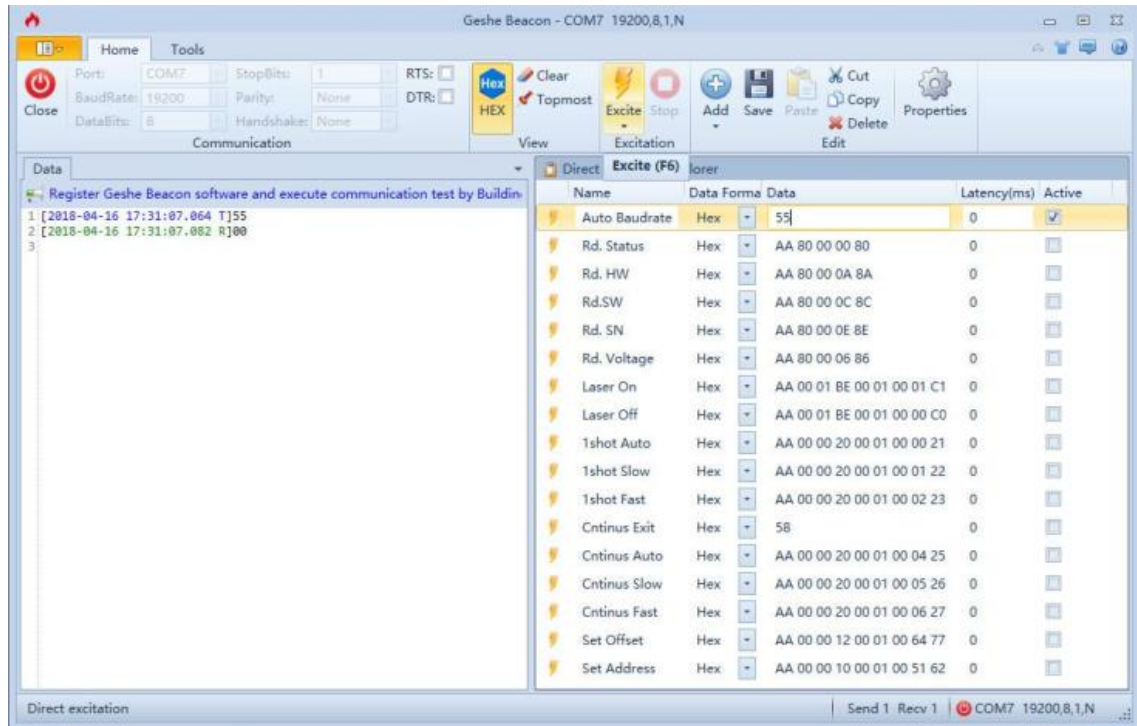 Geshe Beacon - COM7 19200,8,1,N
Home Tools
Port: COM7 StopBits: 1 RTS:
BaudRate: 19200 Parity: None DTR:
DataBits: 8 Handshake: None
Close
Communication
Hex
HEX
Clear
Topmost
View
Excite Stop
Excitation
Add Save Paste
Cut
Copy
Delete
Properties
Edit
Data
Register Geshe Beacon software and execute communication test by Buildin
1 [2018-04-16 17:31:07.064 T]55
2 [2018-04-16 17:31:07.082 R]00
3
Direct Excite (F6) lorer
Name Data Forma Data Latency(ms) Active
Auto Baudrate Hex 55 0
Rd. Status Hex AA 80 00 00 80 0
Rd. HW Hex AA 80 00 0A 8A 0
Rd.SW Hex AA 80 00 0C 8C 0
Rd. SN Hex AA 80 00 0E 8E 0
Rd. Voltage Hex AA 80 00 06 86 0
Laser On Hex AA 00 01 BE 00 01 00 01 C1 0
Laser Off Hex AA 00 01 BE 00 01 00 00 C0 0
1shot Auto Hex AA 00 00 20 00 01 00 00 21 0
1shot Slow Hex AA 00 00 20 00 01 00 01 22 0
1shot Fast Hex AA 00 00 20 00 01 00 02 23 0
Cntinus Exit Hex 58 0
Cntinus Auto Hex AA 00 00 20 00 01 00 04 25 0
Cntinus Slow Hex AA 00 00 20 00 01 00 05 26 0
Cntinus Fast Hex AA 00 00 20 00 01 00 06 27 0
Set Offset Hex AA 00 00 12 00 01 00 64 77 0
Set Address Hex AA 00 00 10 00 01 00 51 62 0
Direct excitation Send 1 Recv 1 COM7 19200,8,1,N